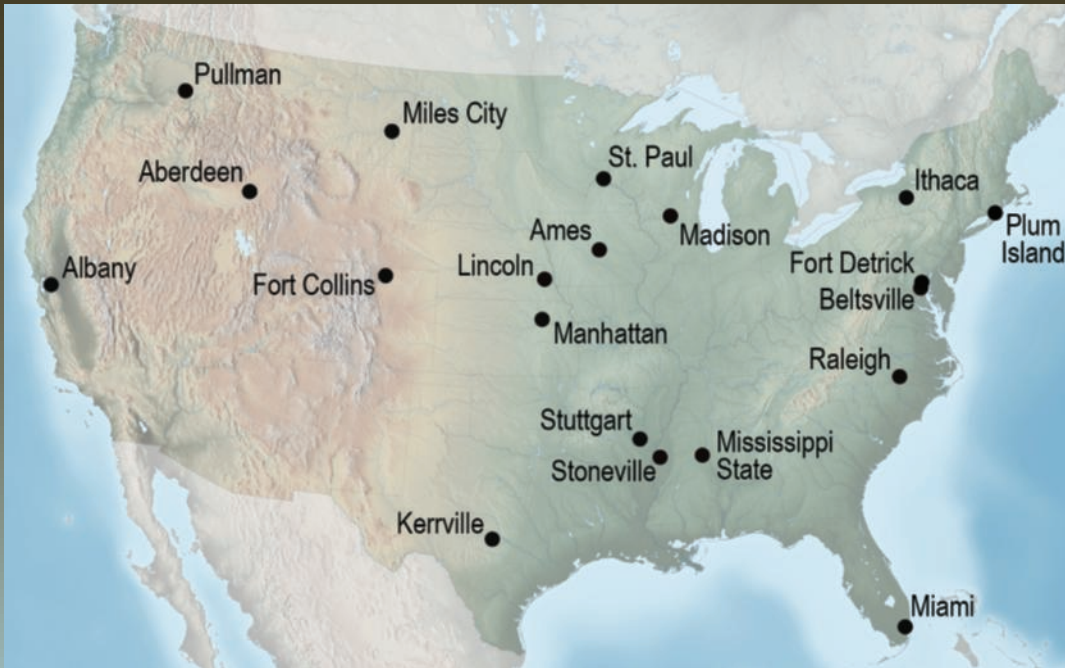 Pullman
Miles City
St. Paul
Aberdeen
Ithaca
Plum
Island
Madison
Ames
Albany
Fort Collins
Lincoln
Fort Detrick
Beltsville
Manhattan
Raleigh
Stuttgart
Mississippi
State
Stoneville
Kerrville
Miami